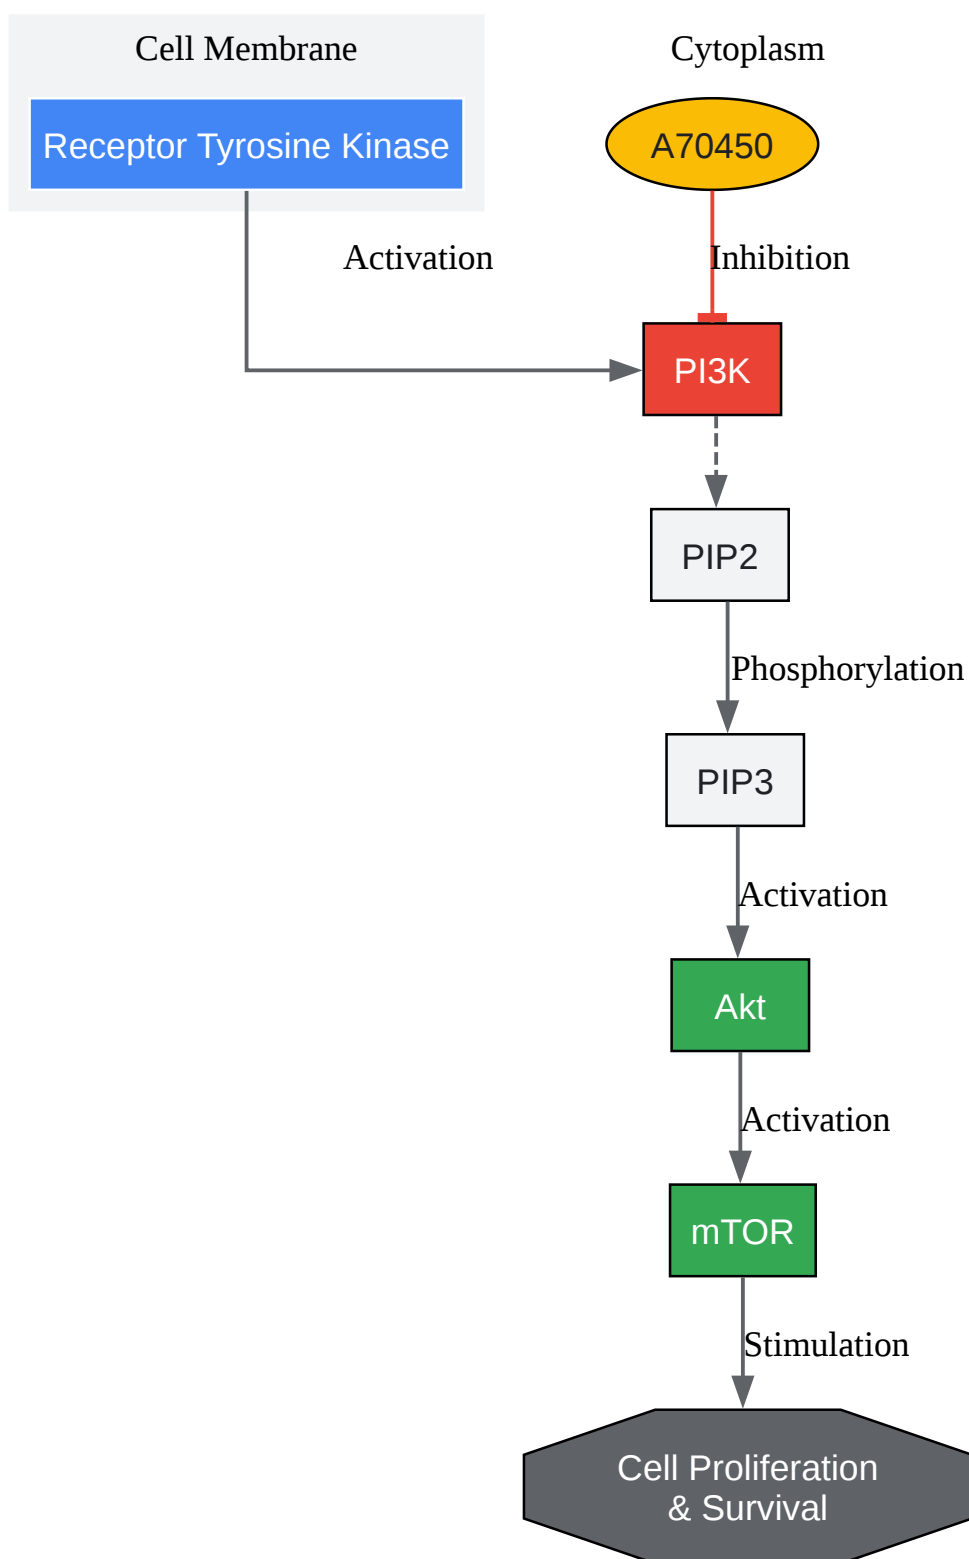 Cell Membrane
Cytoplasm
Receptor Tyrosine Kinase
A70450
Activation
Inhibition
PI3K
PIP2
Phosphorylation
PIP3
Activation
Akt
Activation
mTOR
Stimulation
Cell Proliferation
& Survival